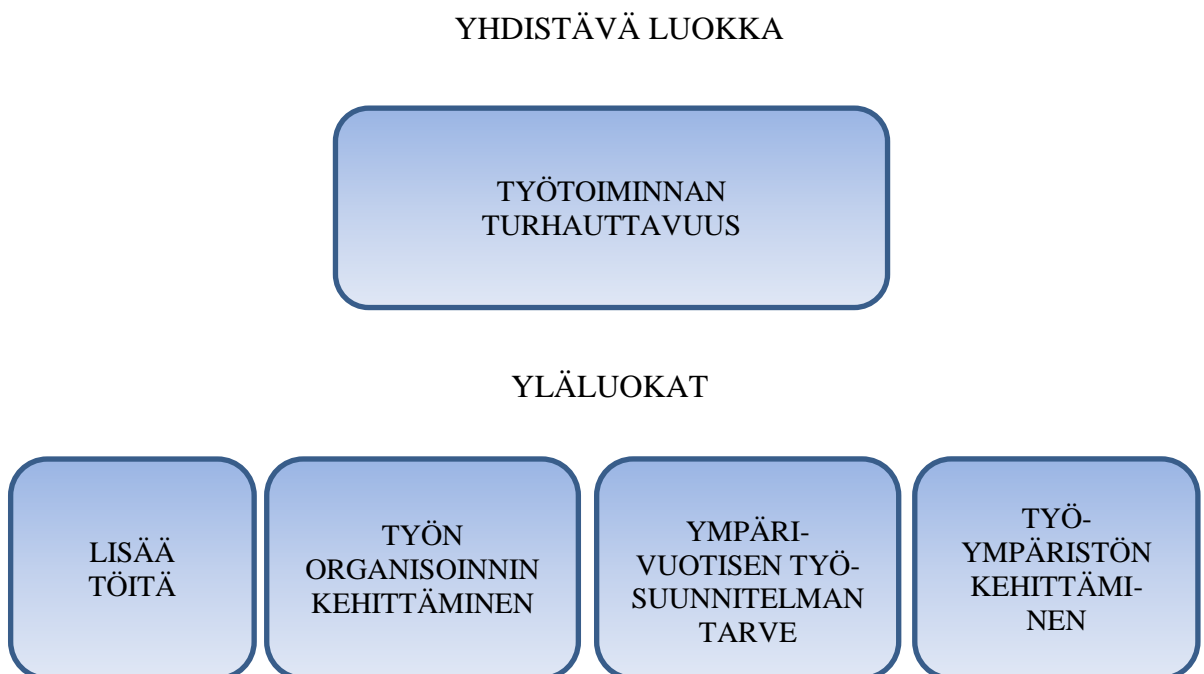 YHDISTÄVÄ LUOKKA
TYÖTOIMINNAN
TURHAUTTAVUUS
YLÄLUOKAT
LISÄÄ
TÖITÄ
TYÖN
ORGANISOINNIN
KEHITTÄMINEN
YMPÄRI-
VUOTISEN TYÖ-
SUUNNITELMAN
TARVE
TYÖ-
YMPÄRISTÖN
KEHITTÄMI-
NEN